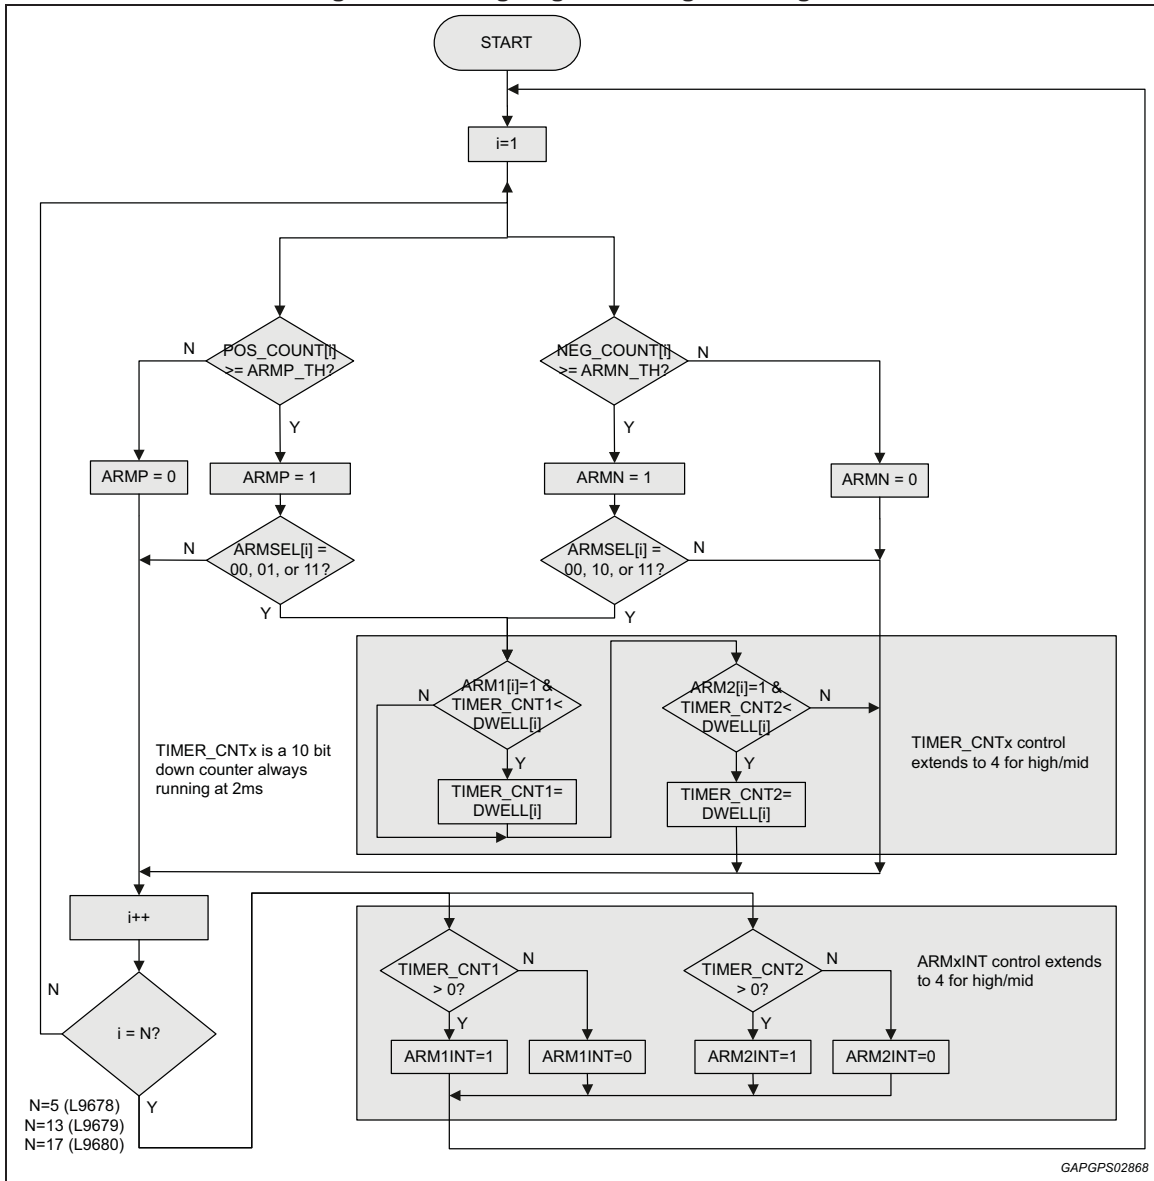 START
i=1
N
POS_COUNT[i]
>= ARMP_TH?
NEG_COUNT[i]
>= ARMN_TH?
N
Y
Y
ARMP = 0
ARMP = 1
ARMN = 1
ARMN = 0
N
ARMSEL[i] =
00, 01, or 11?
ARMSEL[i] =
00, 10, or 11?
N
Y
Y
N
ARM1[i]=1 &
TIMER_CNT1<
DWELL[i]
ARM2[i]=1 &
TIMER_CNT2<
DWELL[i]
N
TIMER_CNTx is a 10 bit
down counter always
running at 2ms
TIMER_CNTx control
extends to 4 for high/mid
Y
Y
TIMER_CNT1=
DWELL[i]
TIMER_CNT2=
DWELL[i]
i++
TIMER_CNT1
> 0?
N
TIMER_CNT2
> 0?
N
ARMxINT control extends
to 4 for high/mid
N
i = N?
Y
Y
ARM1INT=1
ARM1INT=0
ARM2INT=1
ARM2INT=0
Y
N=5 (L9678)
N=13 (L9679)
N=17 (L9680)
GAPGPS02868